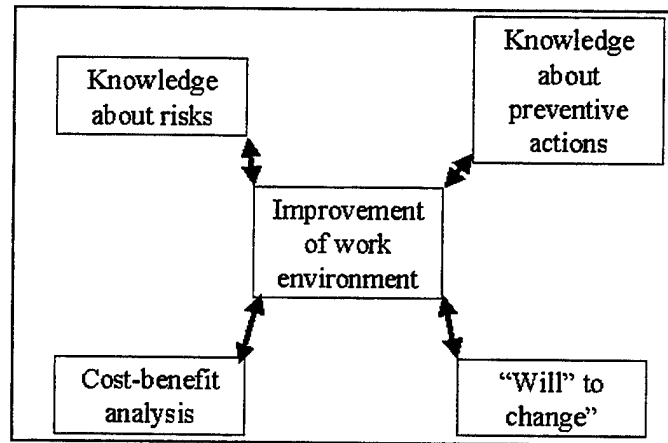 Knowledge
about risks
Knowledge
about
preventive
actions
Improvement
of work
environment
Cost-benefit
analysis
“Will” to
change”